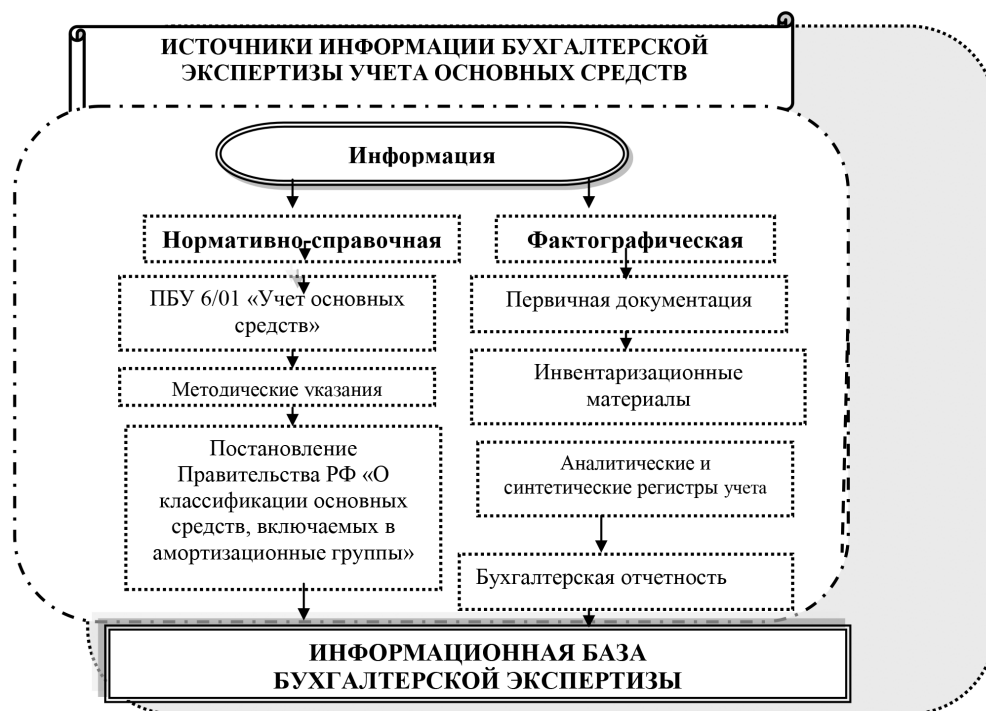 ИСТОЧНИКИ ИНФОРМАЦИИ БУХГАЛТЕРСКОЙ
ЭКСПЕРТИЗЫ УЧЕТА ОСНОВНЫХ СРЕДСТВ
Информация
Нормативно-справочная
ПБУ 6/01 «Учет основных
средств»
Методические указания
Постановление
Правительства РФ «О
классификации основных
средств, включаемых в
амортизационные группы»
Фактографическая
Первичная документация
Инвентаризационные
материалы
Аналитические и
синтетические регистры учета
Бухгалтерская отчетность
ИНФОРМАЦИОННАЯ БАЗА
БУХГАЛТЕРСКОЙ ЭКСПЕРТИЗЫ